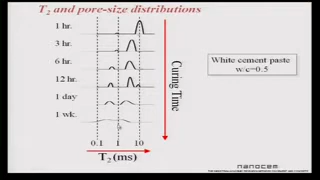 T₂ and pore-size distributions
1 hr.
3 hr.
6 hr.
12 hr.
1 day
1 wk.
0.1 1 10
T₂ (ms)
Curing Time
White cement paste
w/c=0.5
nanocem